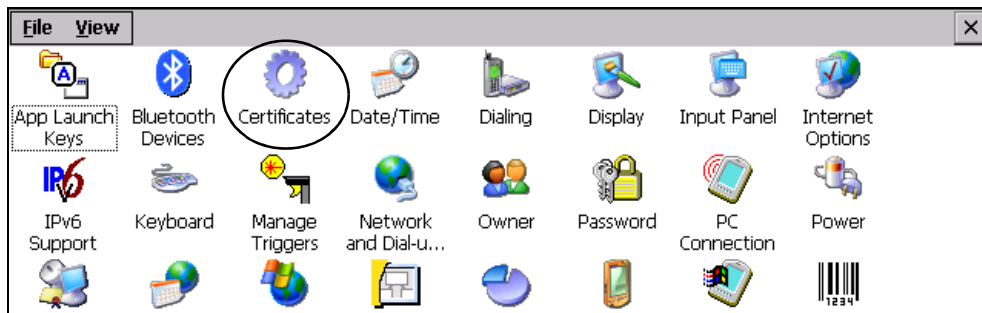 File View
App Launch Keys Bluetooth Devices Certificates Date/Time Dialing Display Input Panel Internet Options
IPv6
IPv6 Support Keyboard Manage Triggers Network and Dial-u... Owner Password PC Connection Power
1234